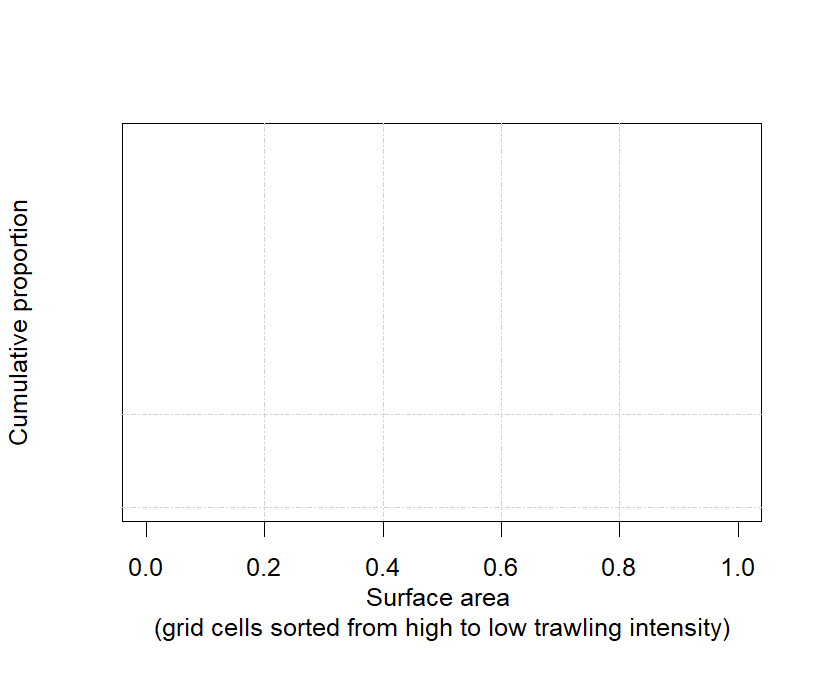 Cumulative proportion
0.0 0.2 0.4 0.6 0.8 1.0
Surface area
(grid cells sorted from high to low trawling intensity)